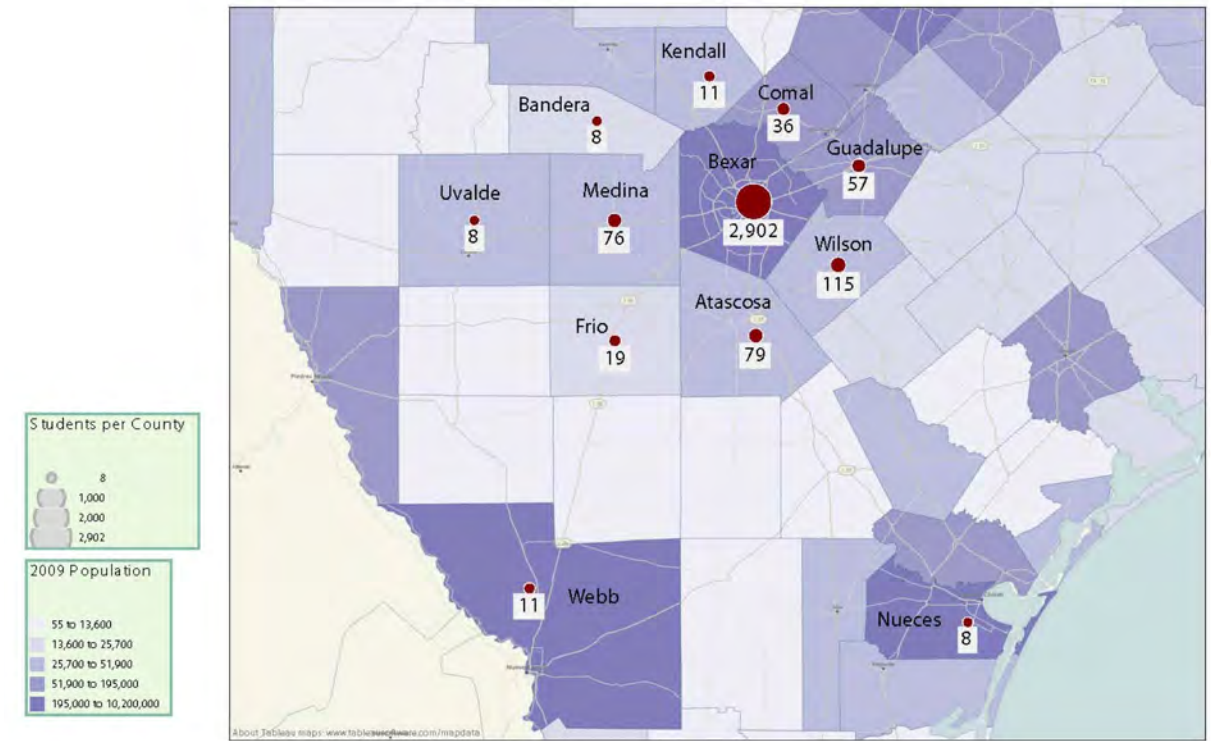 Kendall
11
Bandera
8
Comal
36
Guadalupe
57
Bexar
2,902
Uvalde
8
Medina
76
Wilson
115
Atascosa
79
Frio
19
Students per County
8
1,000
2,000
2,902
2009 Population
55 to 13,600
13,600 to 25,700
25,700 to 51,900
51,900 to 195,000
195,000 to 10,200,000
Webb
11
Nueces
8
About Tableau maps: www.tableausoftware.com/mapdata